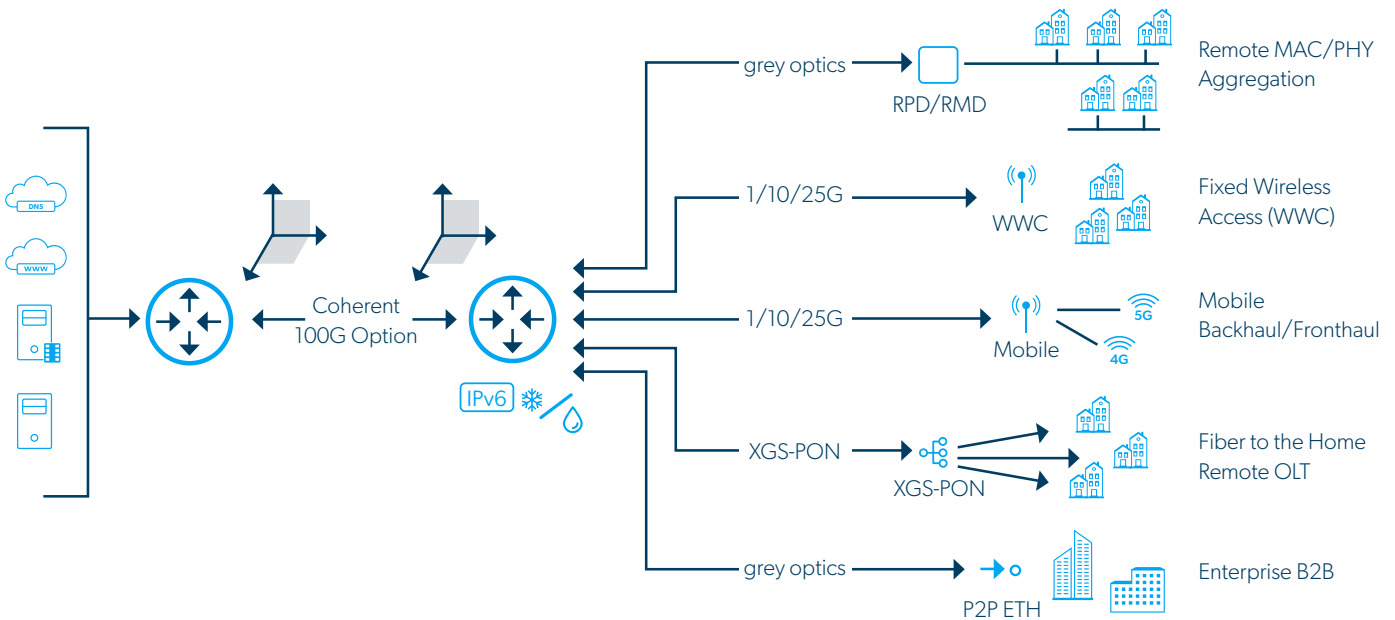 DNS
WWW
Coherent
100G Option
IPv6
grey optics
RPD/RMD
Remote MAC/PHY
Aggregation
1/10/25G
WWC
Fixed Wireless
Access (WWC)
1/10/25G
Mobile
5G
4G
Mobile
Backhaul/Fronthaul
XGS-PON
XGS-PON
Fiber to the Home
Remote OLT
grey optics
P2P ETH
Enterprise B2B